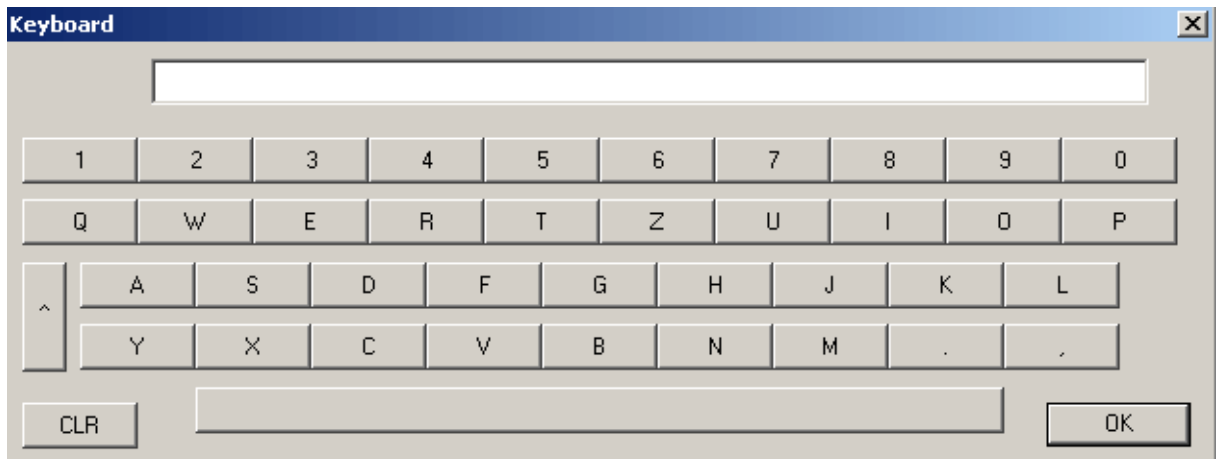 Keyboard
1 2 3 4 5 6 7 8 9 0
Q W E R T Z U I O P
^ A S D F G H J K L
Y X C V B N M . ,
CLR OK